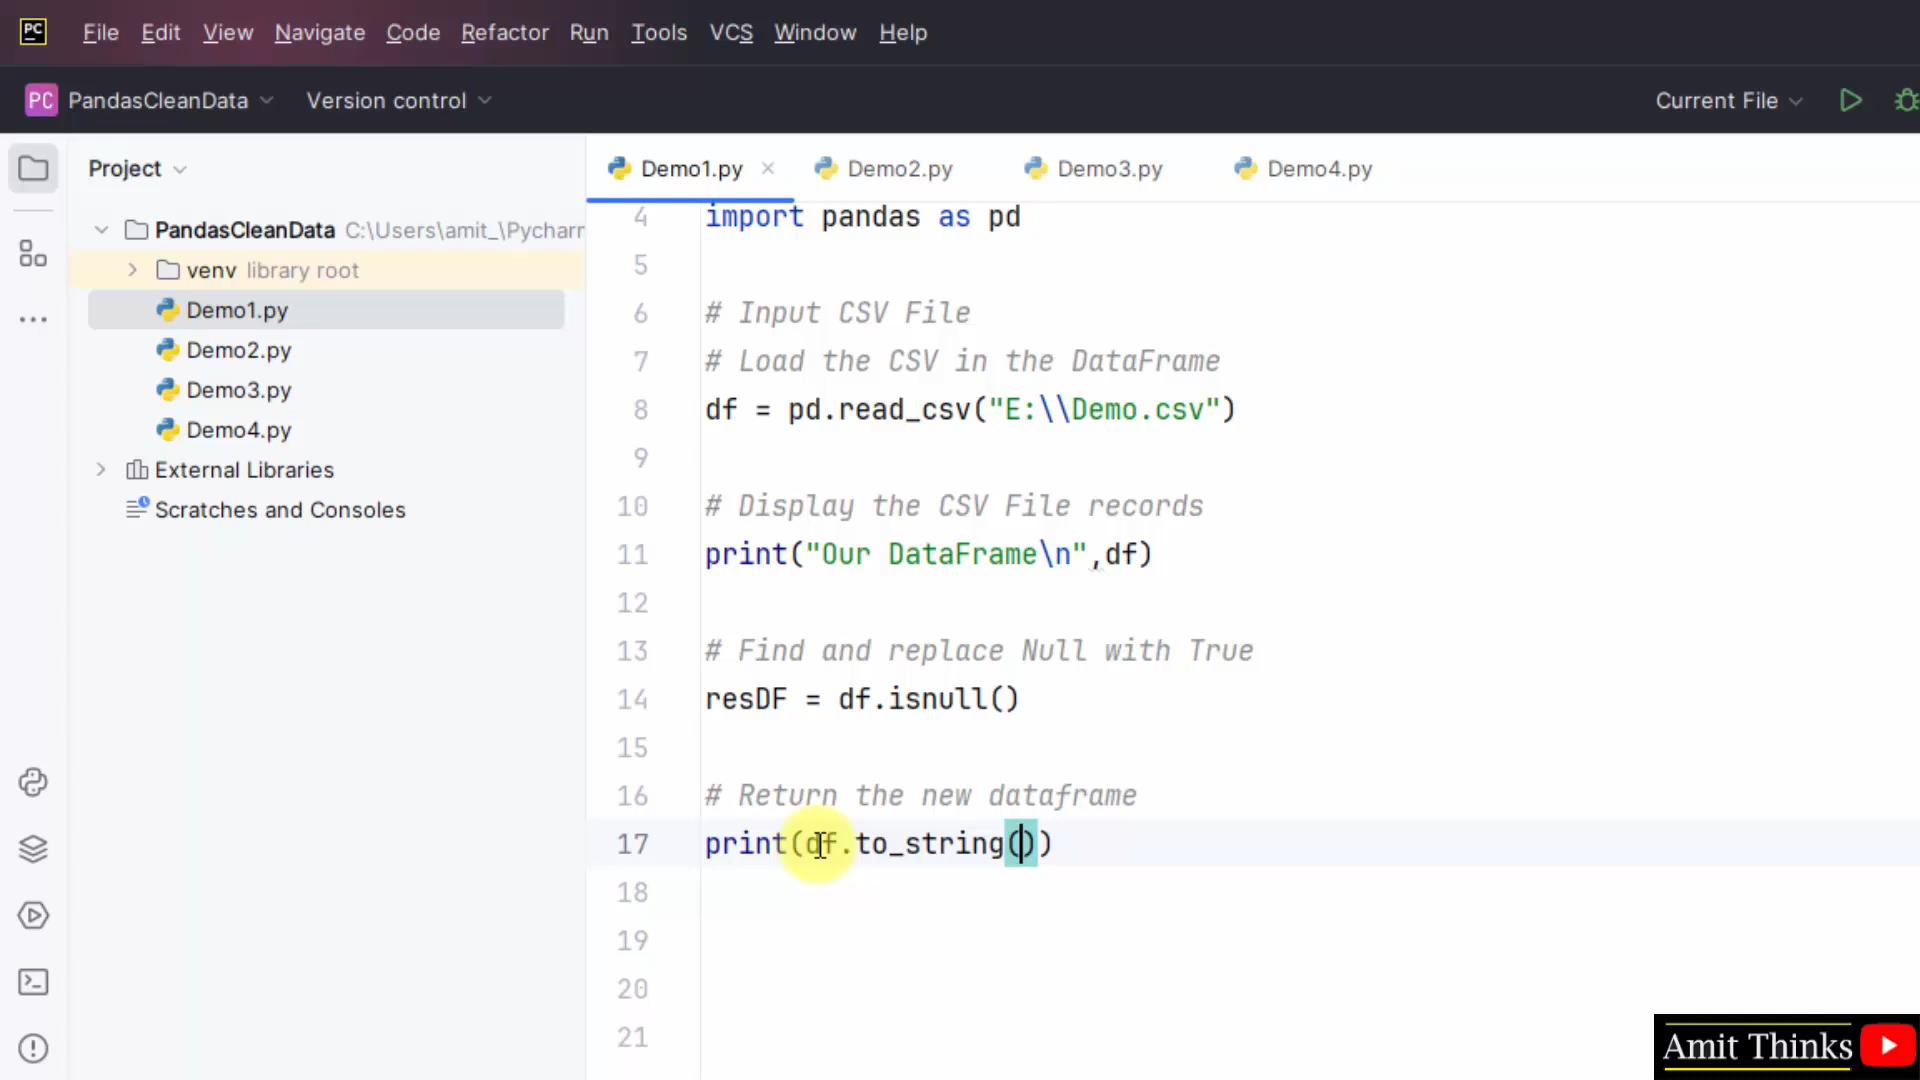 PC File Edit View Navigate Code Refactor Run Tools VCS Window Help
PC PandasCleanData Version control Current File
Project
Demo1.py Demo2.py Demo3.py Demo4.py
PandasCleanData C:\Users\amit_\Pycharm
venv library root
Demo1.py
Demo2.py
Demo3.py
Demo4.py
External Libraries
Scratches and Consoles
4 import pandas as pd
5
6 # Input CSV File
7 # Load the CSV in the DataFrame
8 df = pd.read_csv("E:\\Demo.csv")
9
10 # Display the CSV File records
11 print("Our DataFrame\n",df)
12
13 # Find and replace Null with True
14 resDF = df.isnull()
15
16 # Return the new dataframe
17 print(df.to_string())
18
19
20
21
Amit Thinks